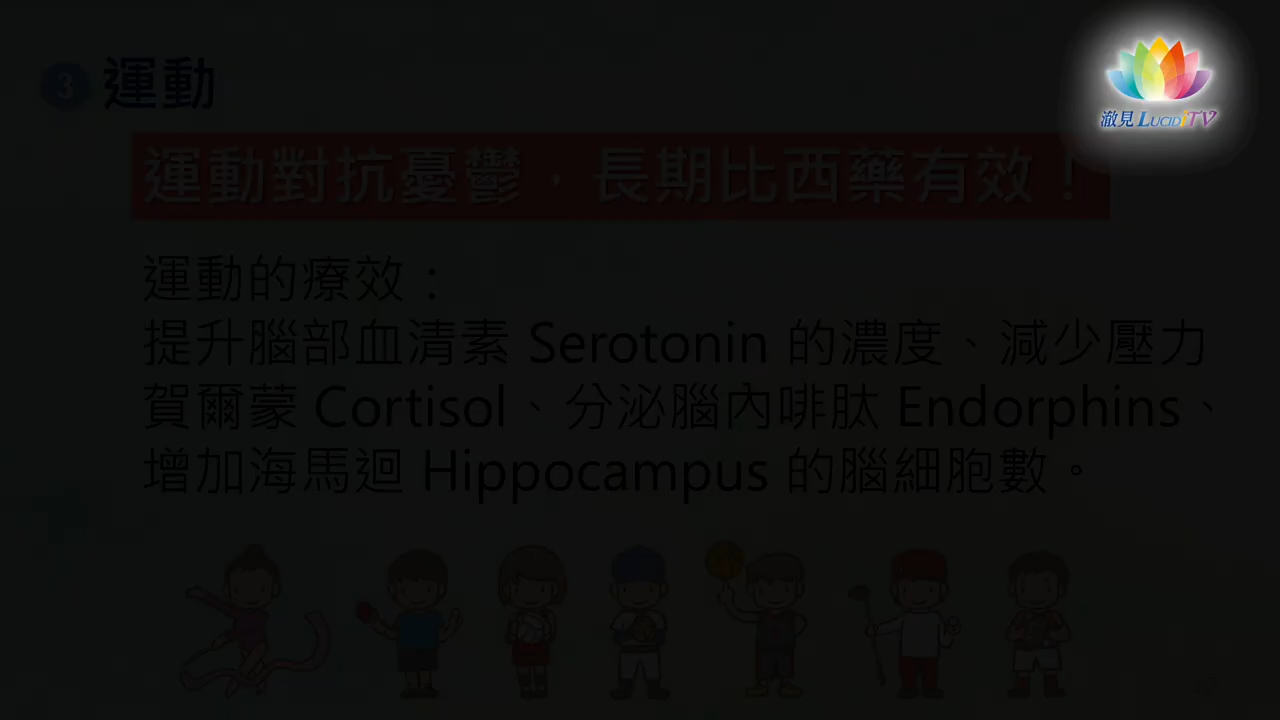 澈見 LUCIDiTV
3 運動
運動對抗憂鬱，長期比西藥有效！
運動的療效：
提升腦部血清素 Serotonin 的濃度、減少壓力
賀爾蒙 Cortisol、分泌腦內啡肽 Endorphins、
增加海馬迴 Hippocampus 的腦細胞數。